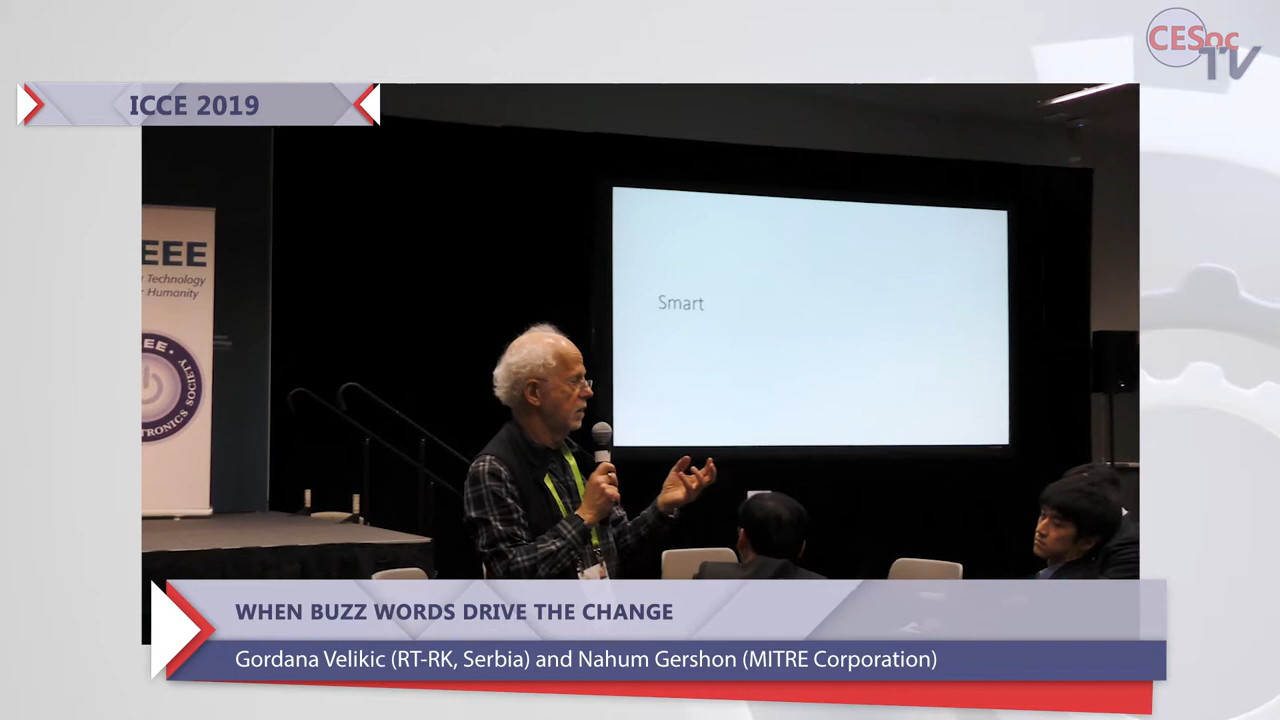 CESoc
TV
ICCE 2019
EEE
Technology
Humanity
Smart
EE
TRONICS SOCIETY
WHEN BUZZ WORDS DRIVE THE CHANGE
Gordana Velikic (RT-RK, Serbia) and Nahum Gershon (MITRE Corporation)